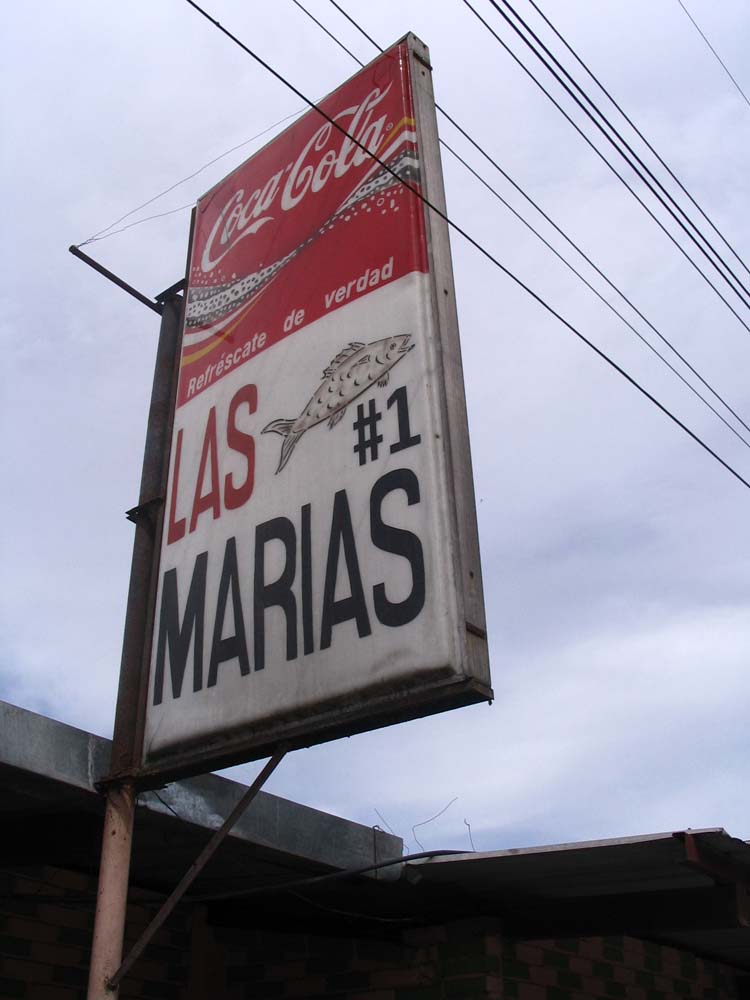 Coca-Cola
Refréscate de verdad
LAS
#1
MARIAS